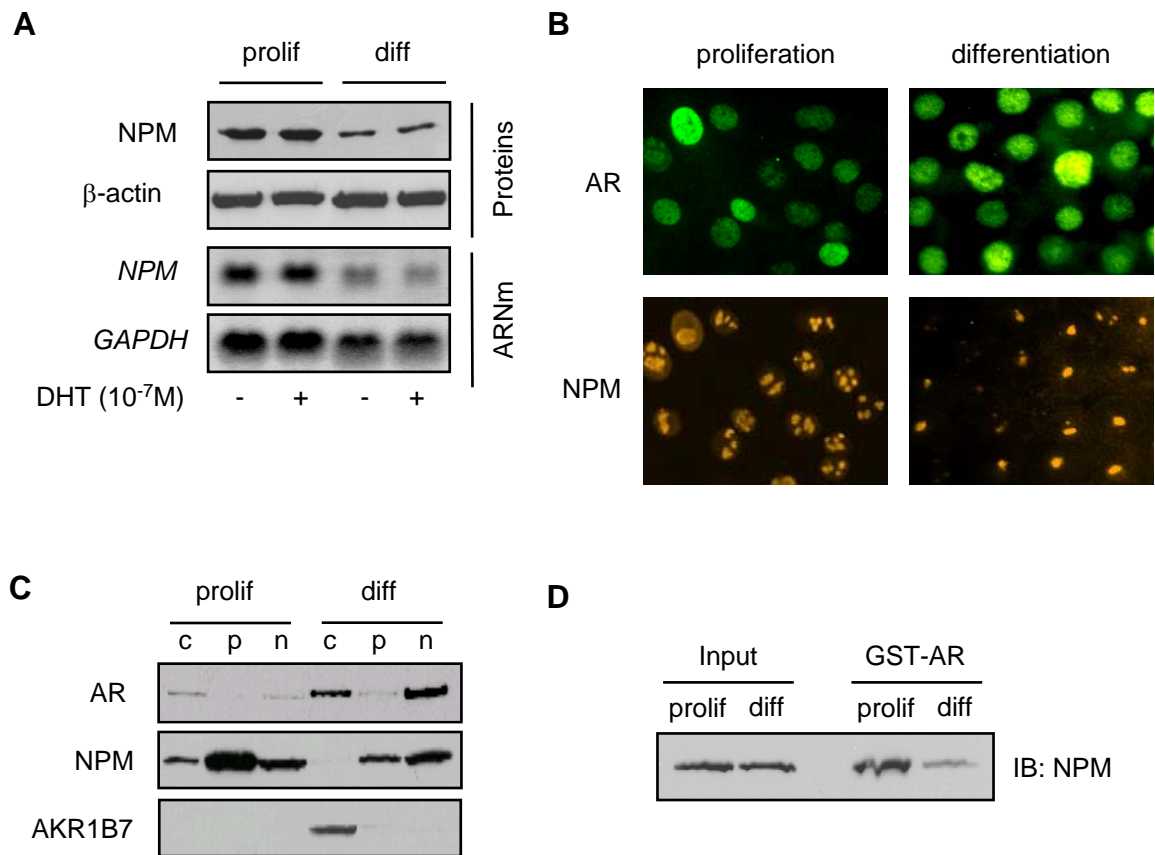 A
prolif diff
NPM
β-actin
Proteins
NPM
GAPDH
ARNm
DHT (10-7M) - + - +
B
proliferation differentiation
AR
NPM
C
prolif diff
c p n c p n
AR
NPM
AKR1B7
D
Input GST-AR
prolif diff prolif diff
IB: NPM